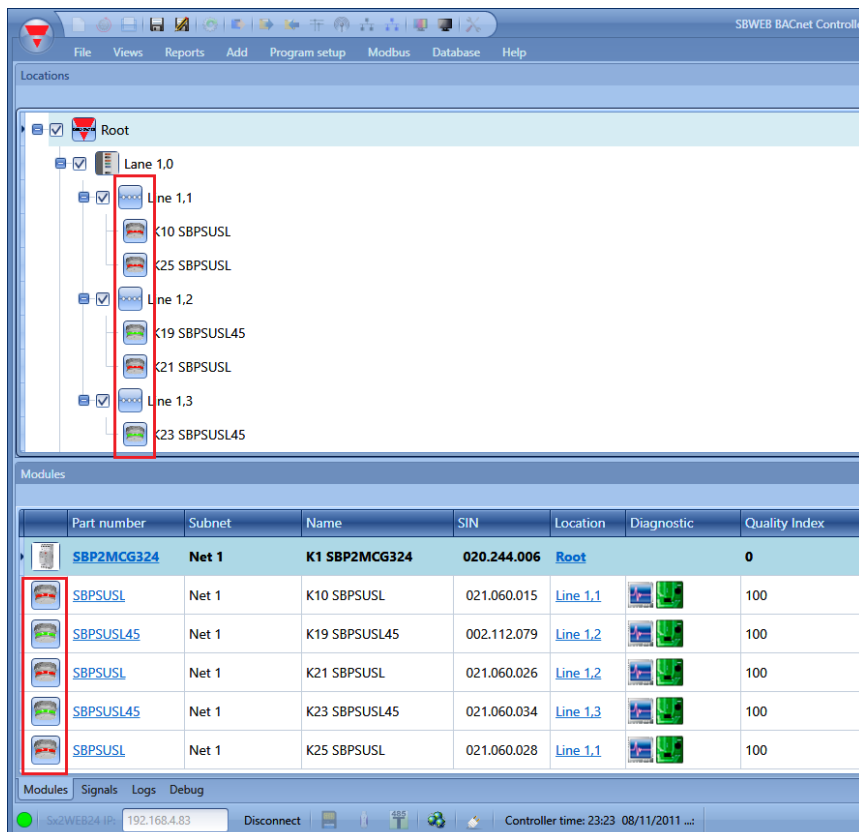 SBWEB BACnet Controlle
File Views Reports Add Program setup Modbus Database Help
Locations
Root
Lane 1,0
Line 1,1
K10 SBPSUSL
K25 SBPSUSL
Line 1,2
K19 SBPSUSL45
K21 SBPSUSL
Line 1,3
K23 SBPSUSL45
Modules
Part number Subnet Name SIN Location Diagnostic Quality Index
SBP2MCG324 Net 1 K1 SBP2MCG324 020.244.006 Root 0
SBPSUSL Net 1 K10 SBPSUSL 021.060.015 Line 1,1 100
SBPSUSL45 Net 1 K19 SBPSUSL45 002.112.079 Line 1,2 100
SBPSUSL Net 1 K21 SBPSUSL 021.060.026 Line 1,2 100
SBPSUSL45 Net 1 K23 SBPSUSL45 021.060.034 Line 1,3 100
SBPSUSL Net 1 K25 SBPSUSL 021.060.028 Line 1,1 100
Modules Signals Logs Debug
Sx2WEB24 IP: 192.168.4.83 Disconnect 485 Controller time: 23:23 08/11/2011 ...: